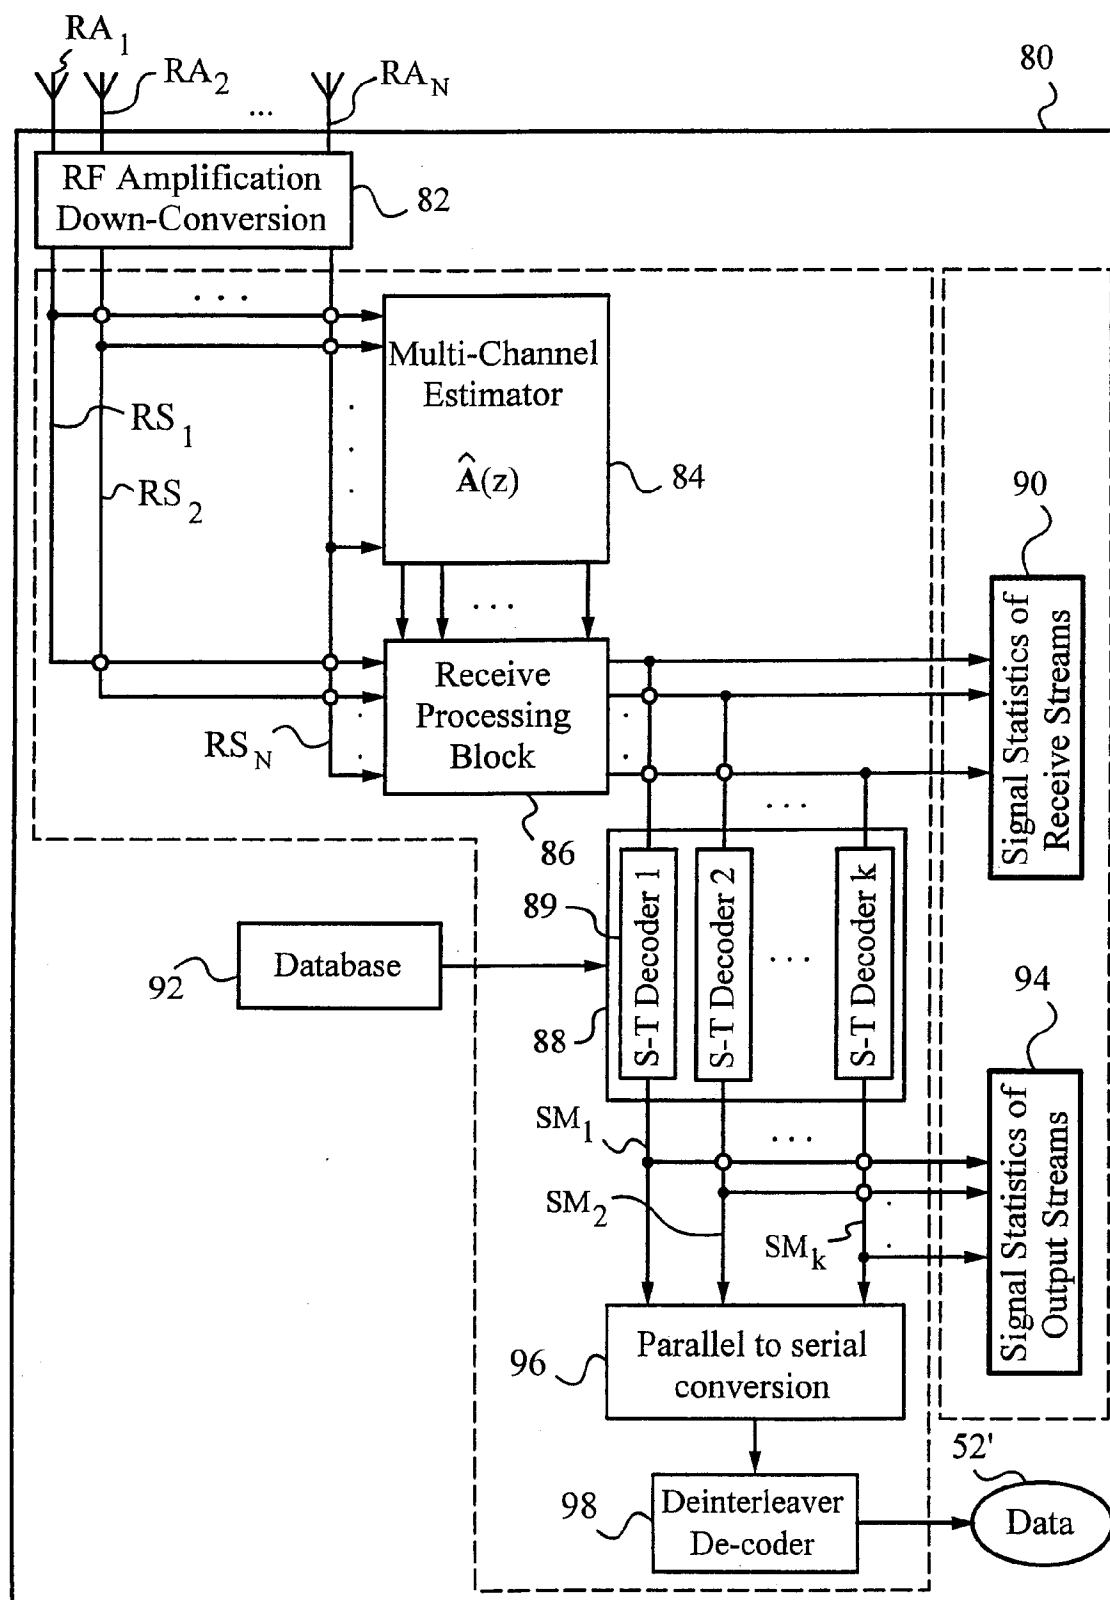 RA1
RA2
...
RAN
80
RF Amplification
Down-Conversion
82
. . .
Multi-Channel
Estimator
Â(z)
84
RS1
RS2
90
Signal Statistics of
Receive Streams
. . .
Receive
Processing
Block
RSN
86
. . .
89
S-T Decoder 1
S-T Decoder 2
. . .
S-T Decoder k
92
Database
88
94
Signal Statistics of
Output Streams
SM1
. . .
SM2
SMk
96
Parallel to serial
conversion
52'
98
Deinterleaver
De-coder
Data